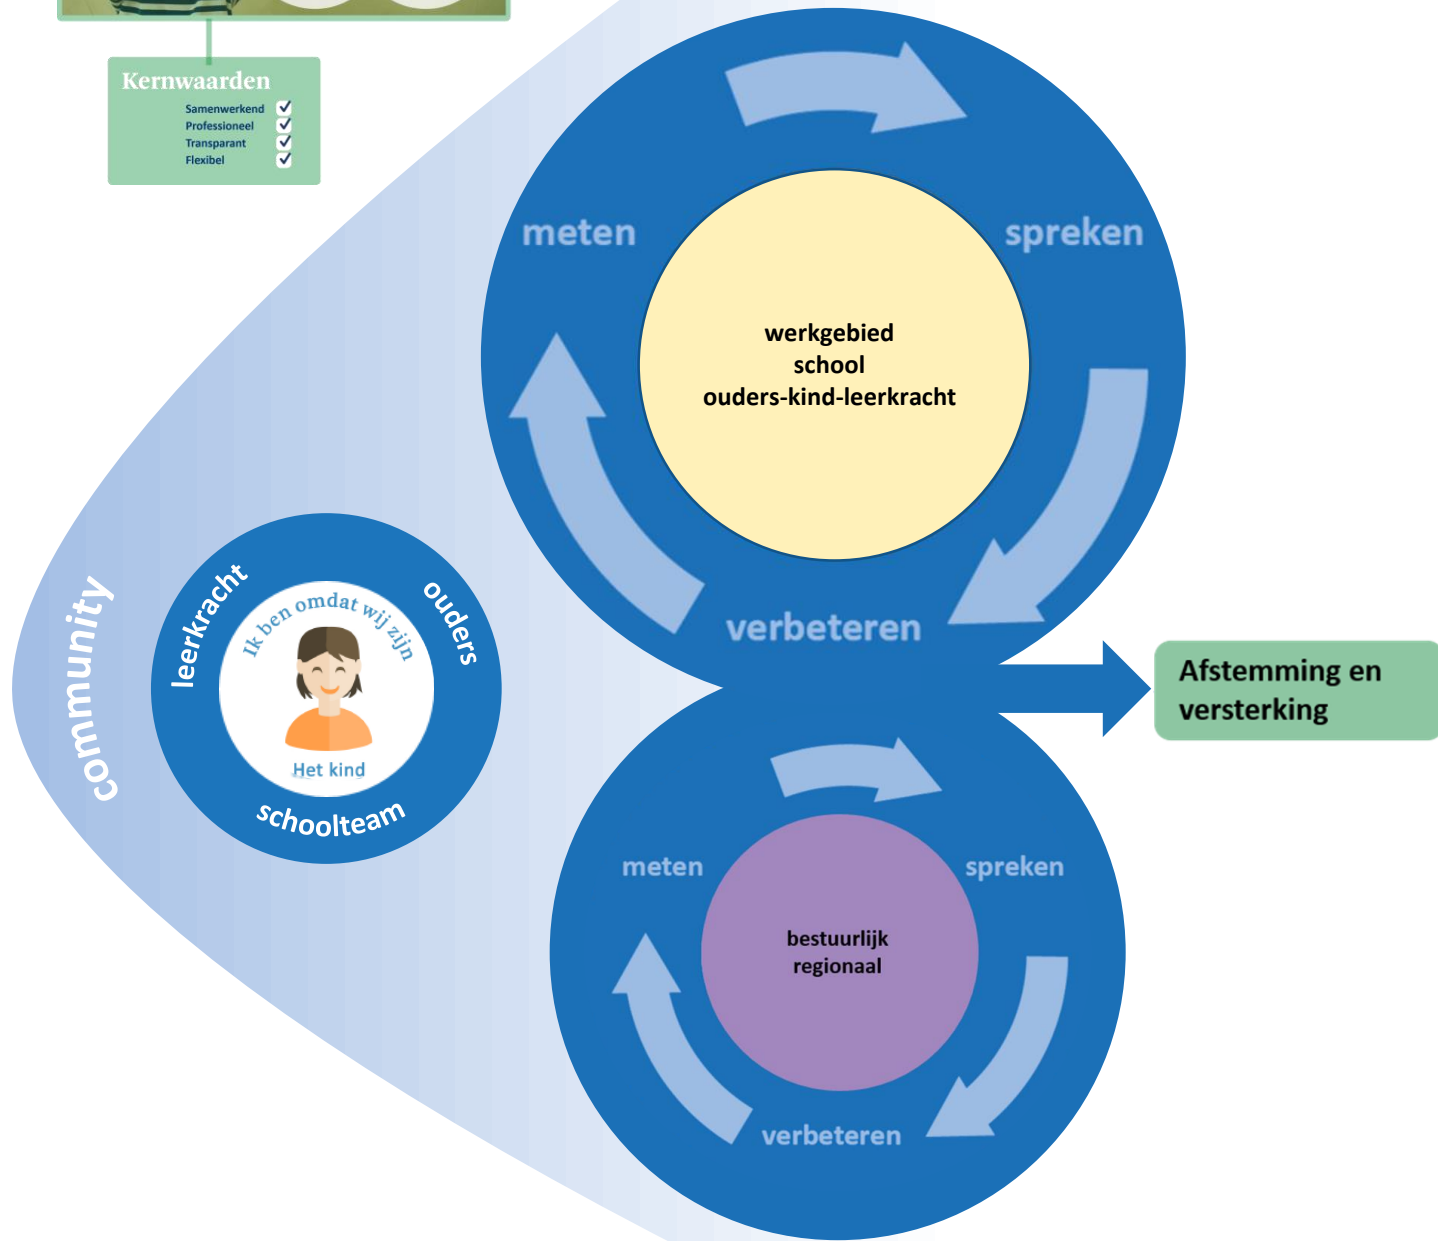 Kernwaarden
Samenwerkend
Professioneel
Transparant
Flexibel
meten
spreken
werkgebied
school
ouders-kind-leerkracht
verbeteren
community
leerkracht
ouders
Ik ben omdat wij zijn
Het kind
schoolteam
Afstemming en
versterking
meten
spreken
bestuurlijk
regionaal
verbeteren